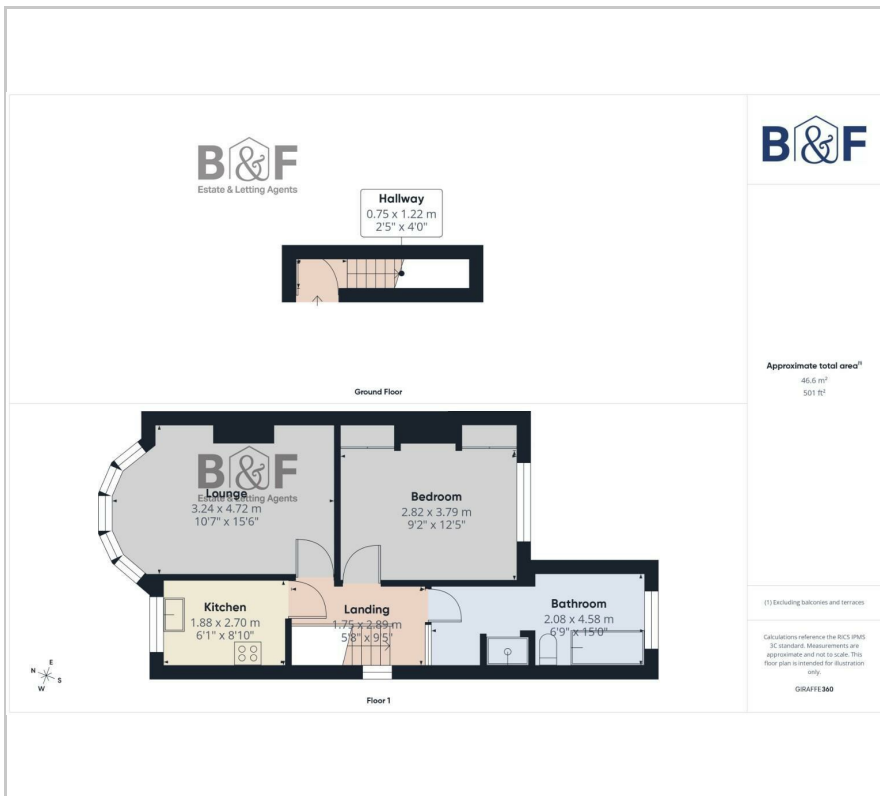 B&F
Estate & Letting Agents
Hallway
0.75 x 1.22 m
2'5" x 4'0"
Ground Floor
B&F
Approximate total area⁽¹⁾
46.6 m²
501 ft²
B&F
Estate & Letting Agents
Lounge
3.24 x 4.72 m
10'7" x 15'6"
Bedroom
2.82 x 3.79 m
9'2" x 12'5"
Kitchen
1.88 x 2.70 m
6'1" x 8'10"
Landing
1.75 x 2.89 m
5'8" x 9'5"
Bathroom
2.08 x 4.58 m
6'9" x 15'0"
N
E
S
W
Floor 1
(1) Excluding balconies and terraces
Calculations reference the RICS IPMS
3C standard. Measurements are
approximate and not to scale. This
floor plan is intended for illustration
only.
GIRAFFE360